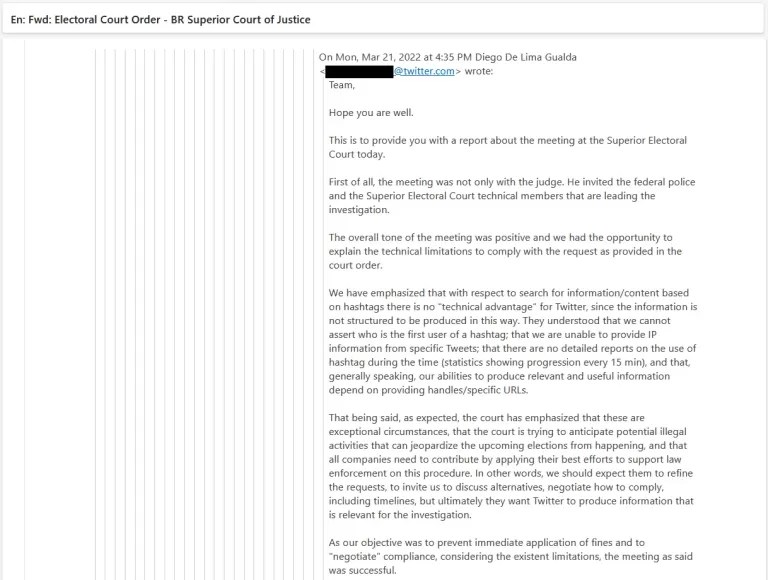 En: Fwd: Electoral Court Order - BR Superior Court of Justice
On Mon, Mar 21, 2022 at 4:35 PM Diego De Lima Gualda
< @twitter.com> wrote:
Team,
Hope you are well.
This is to provide you with a report about the meeting at the Superior Electoral
Court today.
First of all, the meeting was not only with the judge. He invited the federal police
and the Superior Electoral Court technical members that are leading the
investigation.
The overall tone of the meeting was positive and we had the opportunity to
explain the technical limitations to comply with the request as provided in the
court order.
We have emphasized that with respect to search for information/content based
on hashtags there is no "technical advantage" for Twitter, since the information is
not structured to be produced in this way. They understood that we cannot
assert who is the first user of a hashtag; that we are unable to provide IP
information from specific Tweets; that there are no detailed reports on the use of
hashtag during the time (statistics showing progression every 15 min), and that,
generally speaking, our abilities to produce relevant and useful information
depend on providing handles/specific URLs.
That being said, as expected, the court has emphasized that these are
exceptional circumstances, that the court is trying to anticipate potential illegal
activities that can jeopardize the upcoming elections from happening, and that
all companies need to contribute by applying their best efforts to support law
enforcement on this procedure. In other words, we should expect them to refine
the requests, to invite us to discuss alternatives, negotiate how to comply,
including timelines, but ultimately they want Twitter to produce information that
is relevant for the investigation.
As our objective was to prevent immediate application of fines and to
"negotiate" compliance, considering the existent limitations, the meeting as said
was successful.